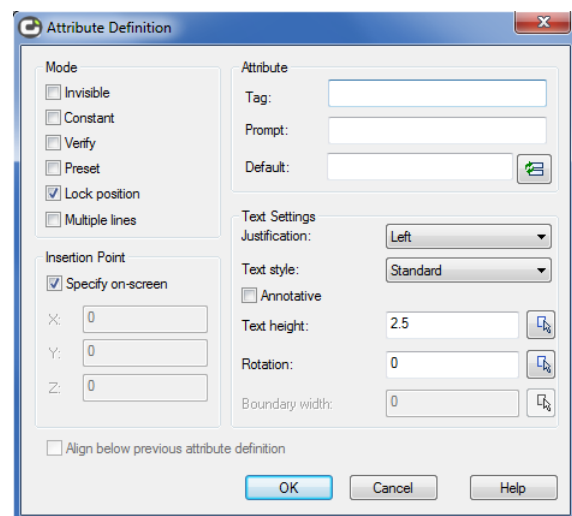 Attribute Definition
Mode
Invisible
Constant
Verify
Preset
Lock position
Multiple lines
Insertion Point
Specify on-screen
X: 0
Y: 0
Z: 0
Attribute
Tag:
Prompt:
Default:
Text Settings
Justification: Left
Text style: Standard
Annotative
Text height: 2.5
Rotation: 0
Boundary width: 0
Align below previous attribute definition
OK Cancel Help